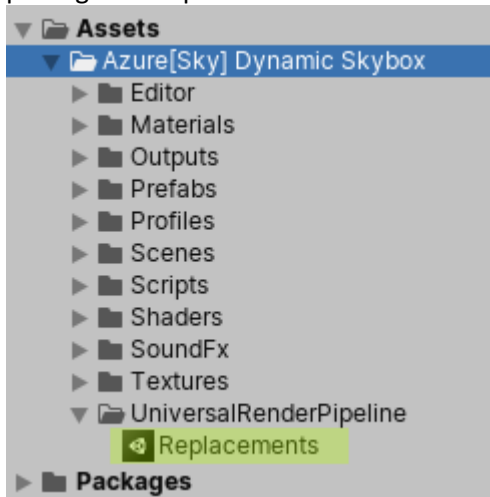 Assets
Azure[Sky] Dynamic Skybox
Editor
Materials
Outputs
Prefabs
Profiles
Scenes
Scripts
Shaders
SoundFx
Textures
UniversalRenderPipeline
Replacements
Packages